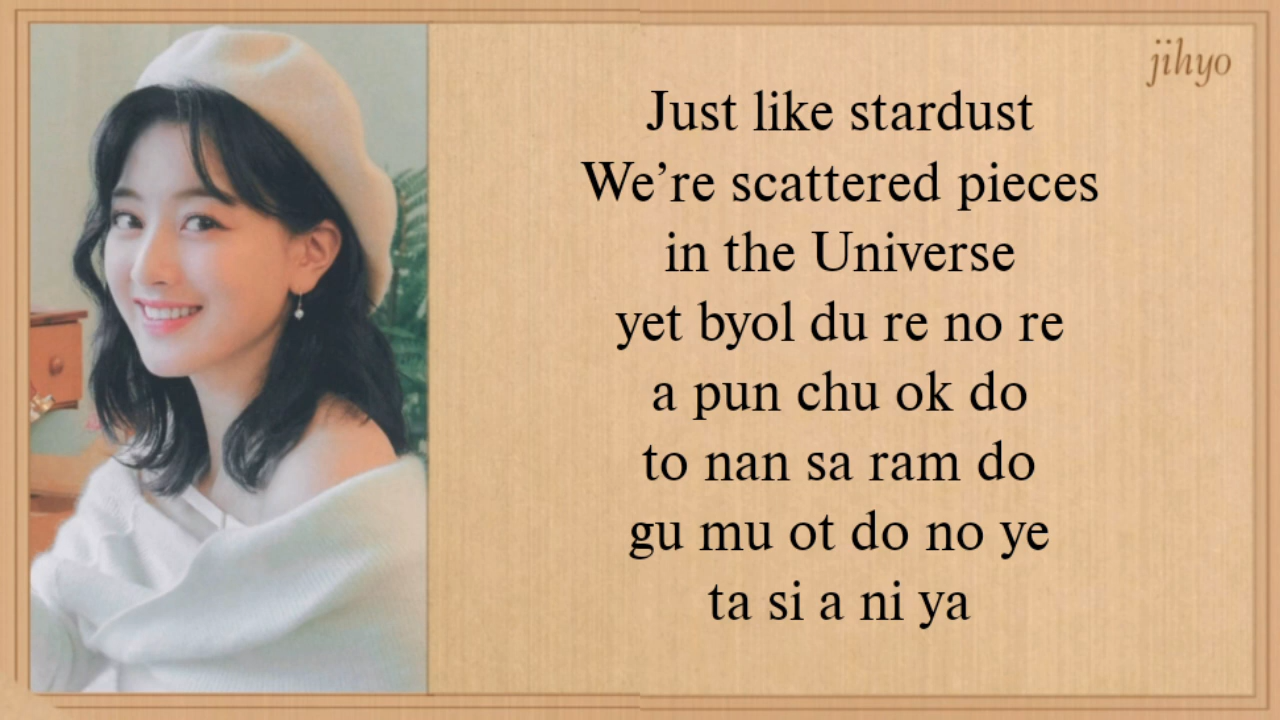 jihyo
Just like stardust
We’re scattered pieces
in the Universe
yet byol du re no re
a pun chu ok do
to nan sa ram do
gu mu ot do no ye
ta si a ni ya